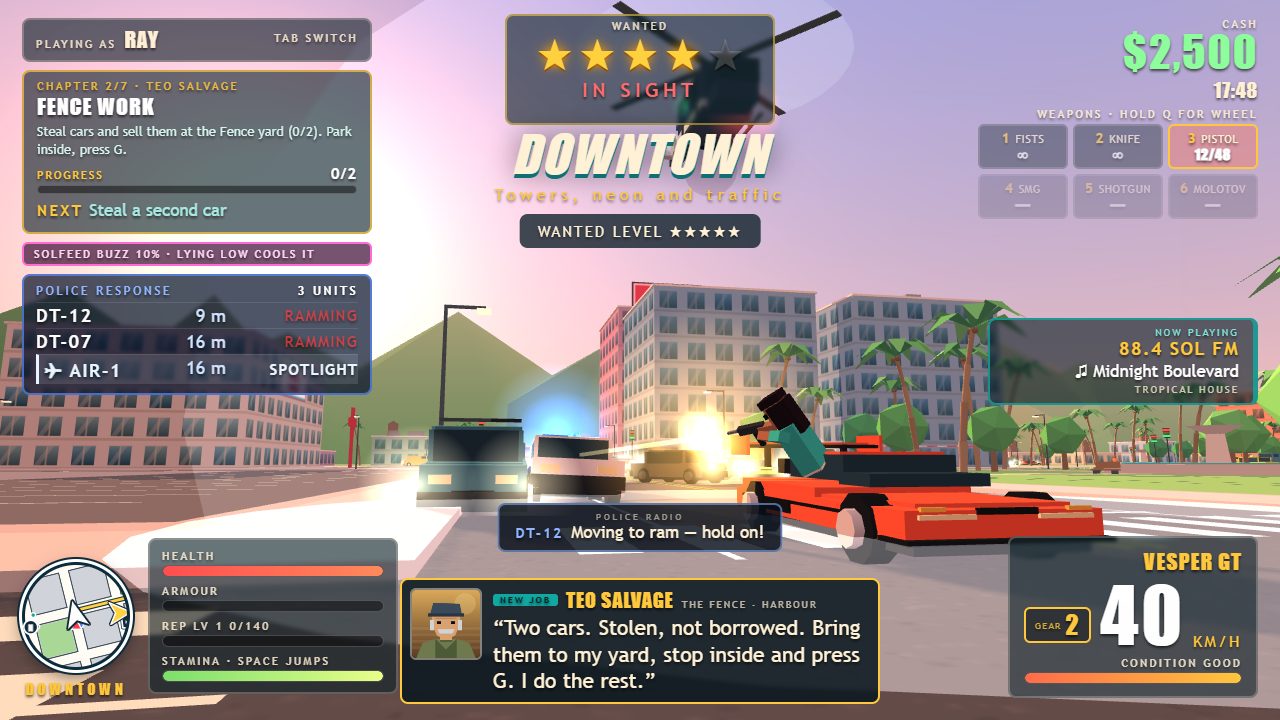 PLAYING AS RAY
TAB SWITCH
CHAPTER 2/7 · TEO SALVAGE
FENCE WORK
Steal cars and sell them at the Fence yard (0/2). Park
inside, press G.
PROGRESS 0/2
NEXT Steal a second car
SOLFEED BUZZ 10% · LYING LOW COOLS IT
POLICE RESPONSE 3 UNITS
DT-12 9 m RAMMING
DT-07 16 m RAMMING
AIR-1 16 m SPOTLIGHT
WANTED
★★★★★
IN SIGHT
DOWNTOWN
Towers, neon and traffic
WANTED LEVEL ★★★★★
CASH
$2,500
17:48
WEAPONS · HOLD Q FOR WHEEL
1 FISTS ∞
2 KNIFE ∞
3 PISTOL 12/48
4 SMG —
5 SHOTGUN —
6 MOLOTOV —
NOW PLAYING
88.4 SOL FM
♫ Midnight Boulevard
TROPICAL HOUSE
POLICE RADIO
DT-12 Moving to ram — hold on!
DOWNTOWN
HEALTH
ARMOUR
REP LV 1 0/140
STAMINA · SPACE JUMPS
NEW JOB TEO SALVAGE THE FENCE · HARBOUR
“Two cars. Stolen, not borrowed. Bring
them to my yard, stop inside and press
G. I do the rest.”
VESPER GT
GEAR 2
40 KM/H
CONDITION GOOD